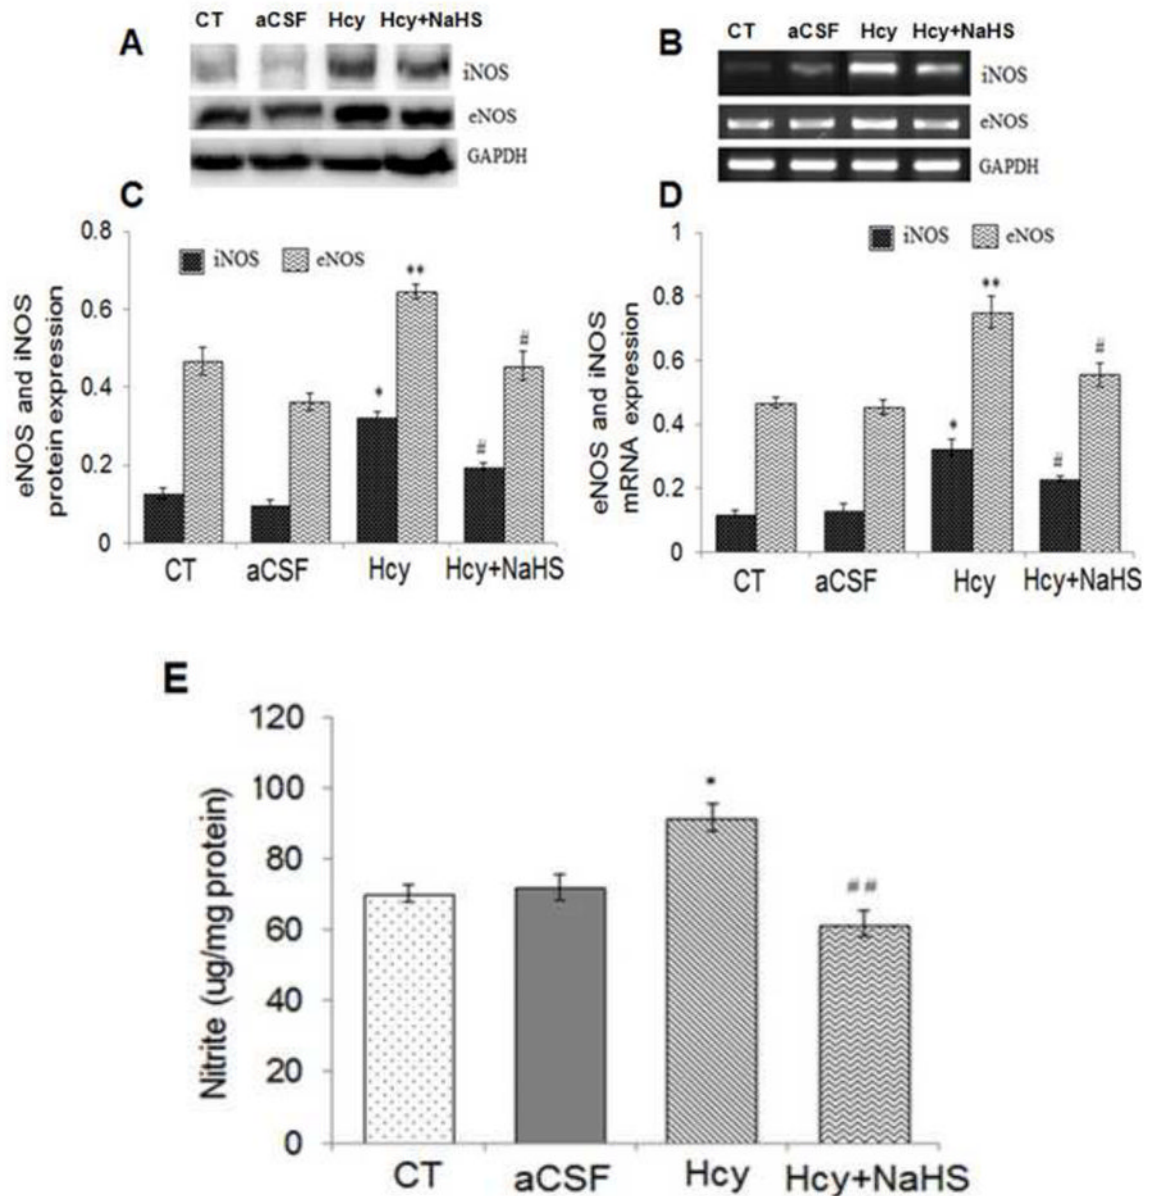 A
CT aCSF Hcy Hcy+NaHS
iNOS
eNOS
GAPDH
B
CT aCSF Hcy Hcy+NaHS
iNOS
eNOS
GAPDH
C
eNOS and iNOS
protein expression
0.8
0.6
0.4
0.2
0
iNOS eNOS
*
**
#
#
CT aCSF Hcy Hcy+NaHS
D
eNOS and iNOS
mRNA expression
1
0.8
0.6
0.4
0.2
0
iNOS eNOS
*
**
#
#
CT aCSF Hcy Hcy+NaHS
E
Nitrite (ug/mg protein)
120
100
80
60
40
20
0
*
##
CT aCSF Hcy Hcy+NaHS